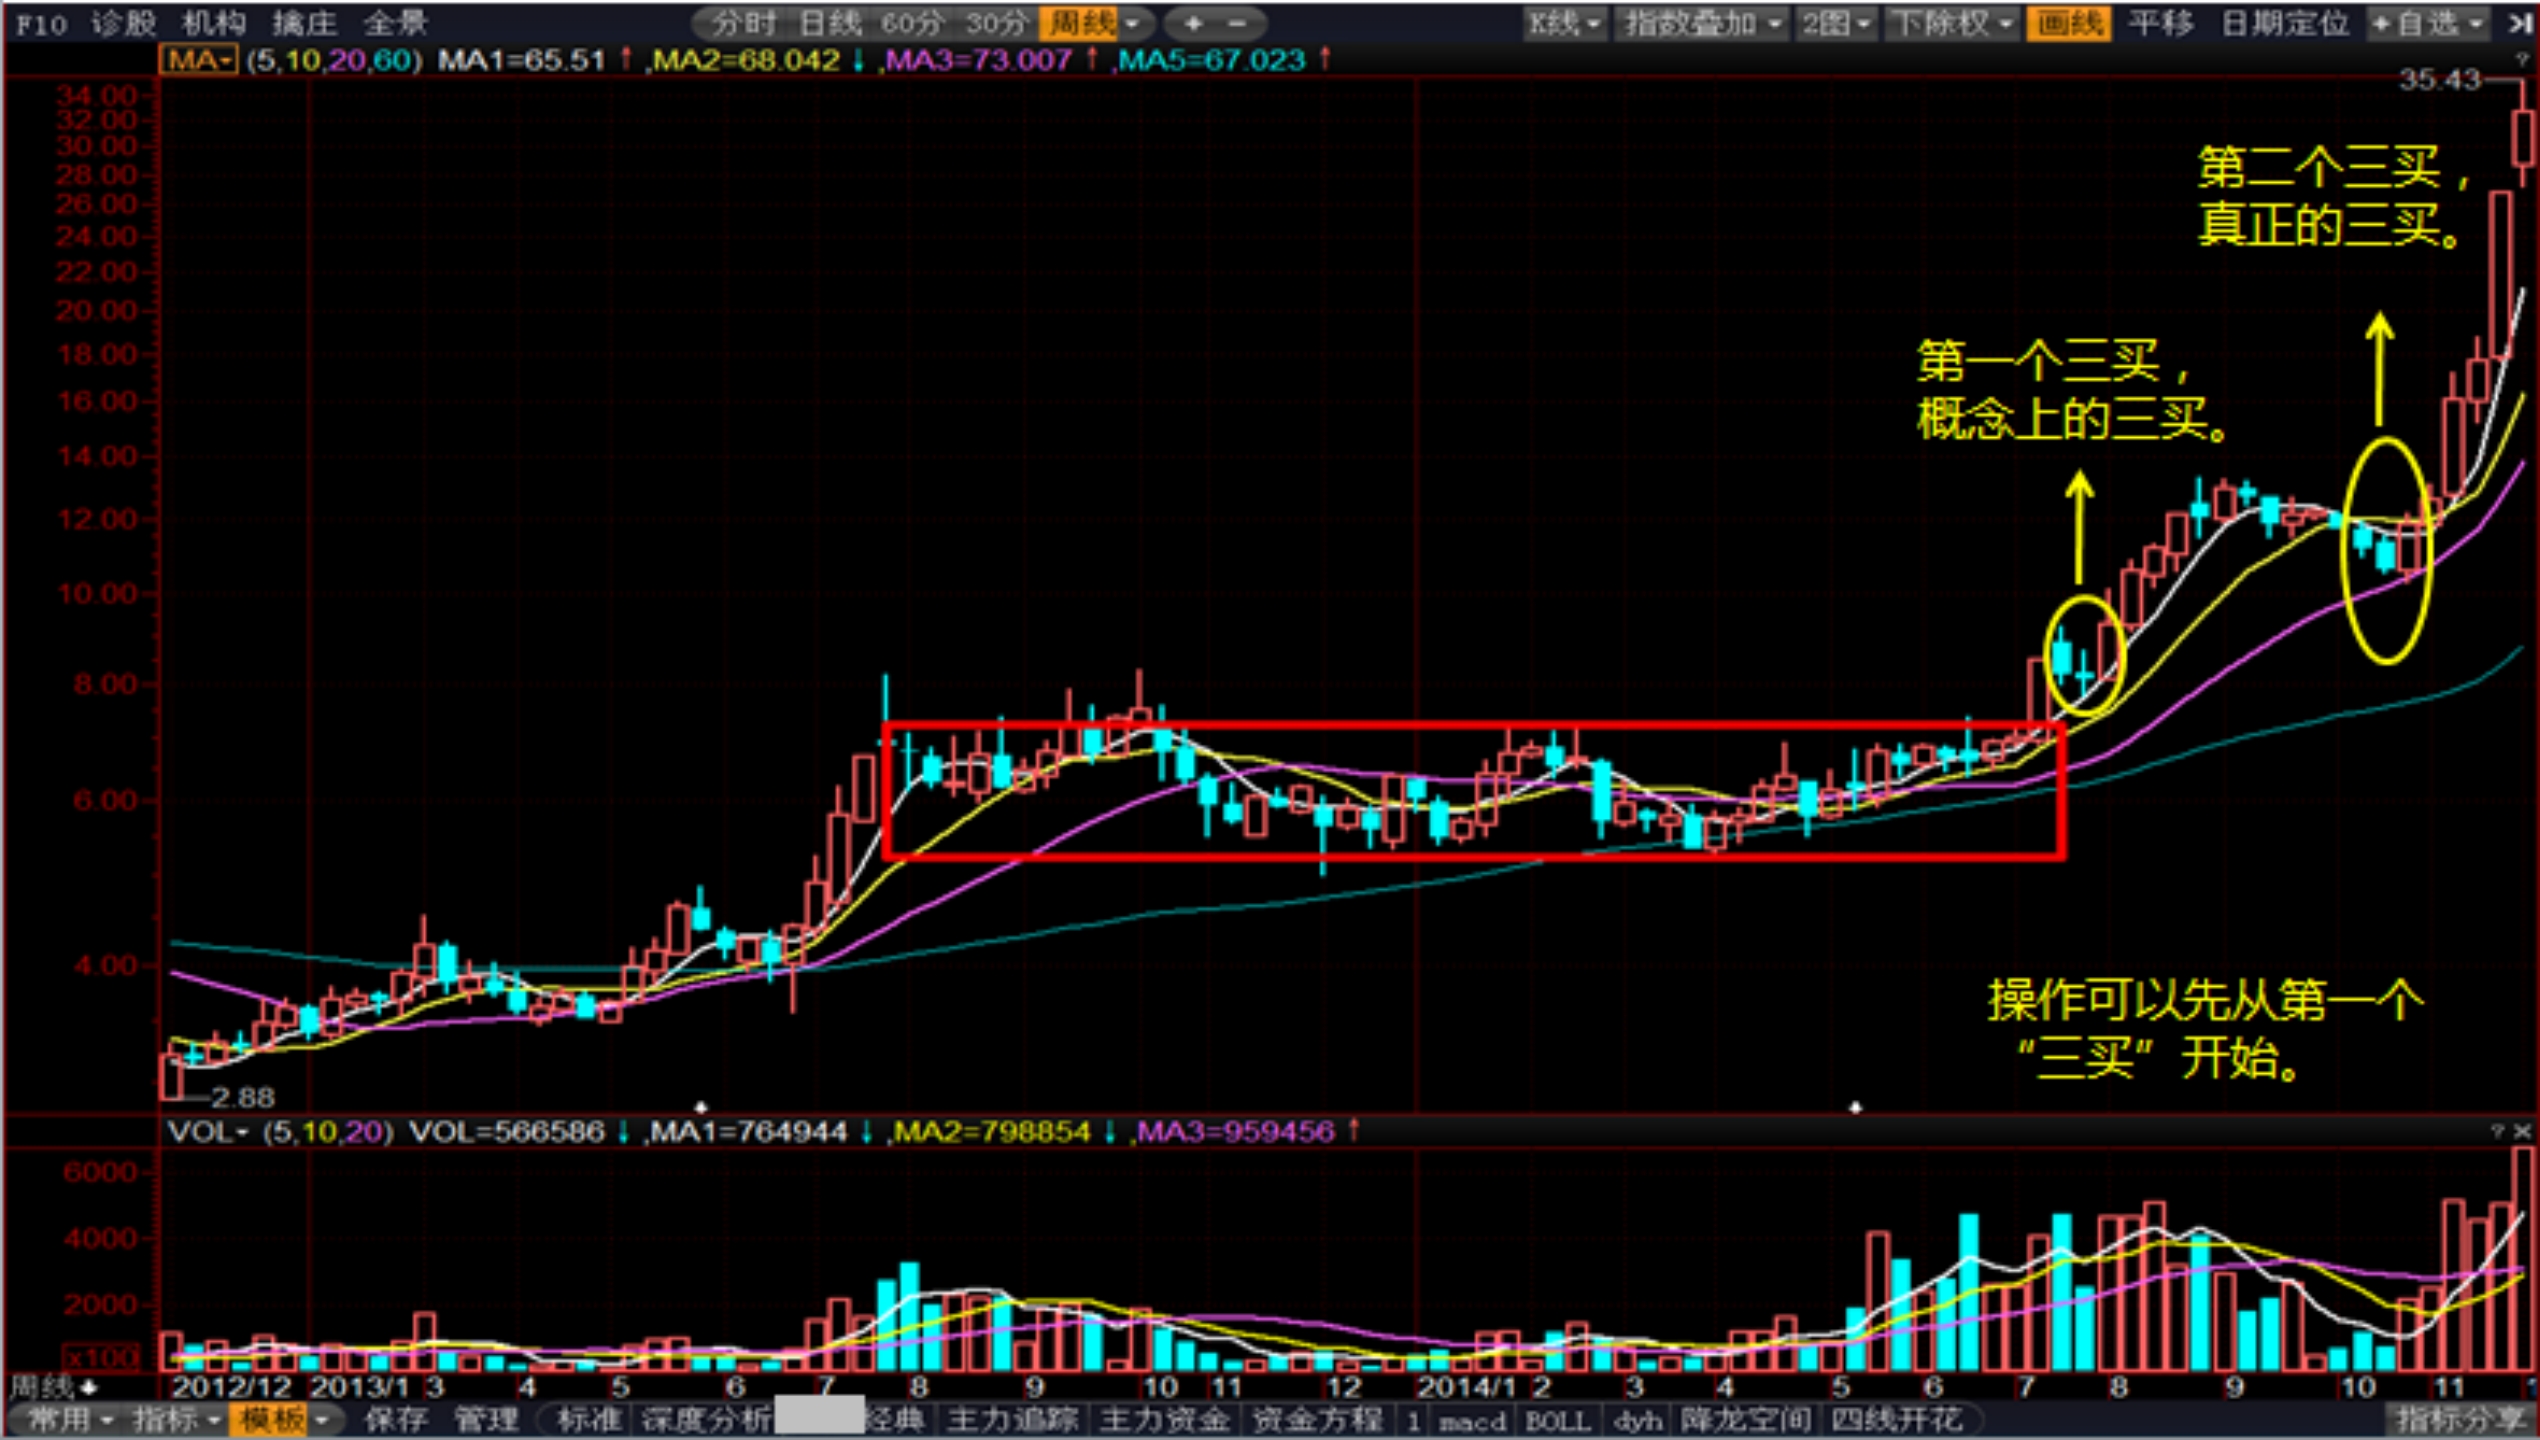 F10 诊股 机构 擒庄 全景 分时 日线 60分 30分 周线 + - K线 指数叠加 2图 下除权 画线 平移 日期定位 +自选
MA (5,10,20,60) MA1=65.51↑,MA2=68.042↓,MA3=73.007↑,MA5=67.023↑ ?
35.43
34.00
32.00
30.00
28.00
26.00
24.00
22.00
20.00
18.00
16.00
14.00
12.00
10.00
8.00
6.00
4.00
第二个三买，
真正的三买。
第一个三买，
概念上的三买。
操作可以先从第一个
“三买”开始。
2.88
VOL (5,10,20) VOL=566586↓,MA1=764944↓,MA2=798854↓,MA3=959456↑ ? ×
6000
4000
2000
x100
周线 2012/12 2013/1 3 4 5 6 7 8 9 10 11 12 2014/1 2 3 4 5 6 7 8 9 10 11
常用 指标 模板 保存 管理 标准 深度分析 经典 主力追踪 主力资金 资金方程 1 macd BOLL dyh 降龙空间 四线开花 指标分享